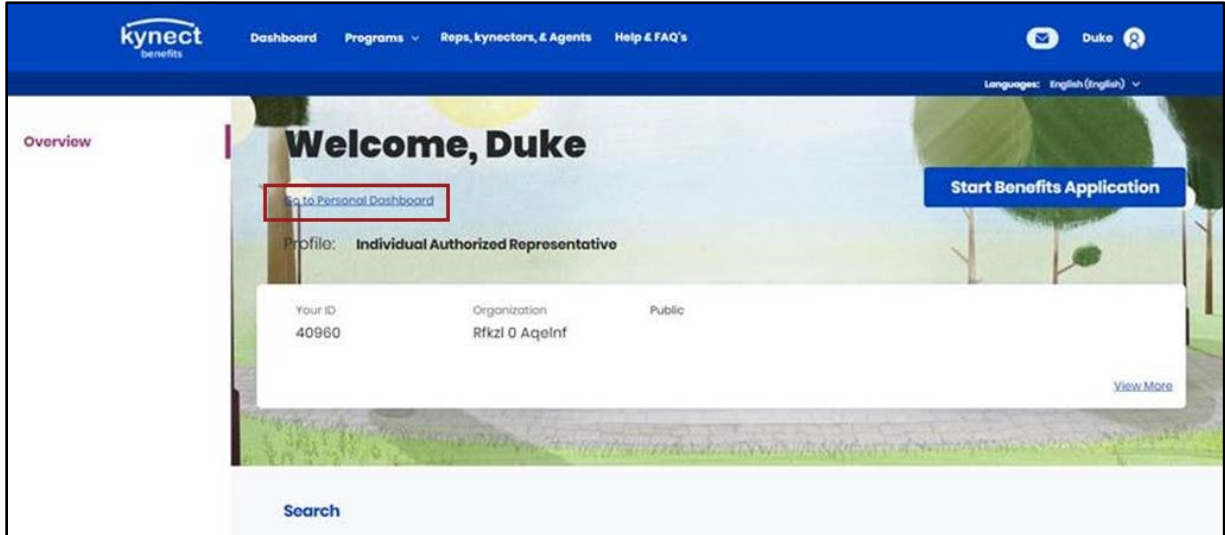 kynect
benefits
Dashboard Programs Reps, kynectors, & Agents Help & FAQ's
Duke
Languages: English (English)
Overview
Welcome, Duke
Go to Personal Dashboard
Start Benefits Application
Profile: Individual Authorized Representative
Your ID Organization Public
40960 Rfkzl 0 Aqelnf
View More
Search